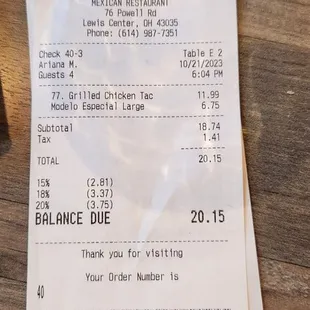 MEXICAN RESTAURANT
76 Powell Rd
Lewis Center, OH 43035
Phone: (614) 987-7351
Check 40-3 Table E 2
Ariana M. 10/21/2023
Guests 4 6:04 PM
77. Grilled Chicken Tac 11.99
Modelo Especial Large 6.75
Subtotal 18.74
Tax 1.41
TOTAL 20.15
15% (2.81)
18% (3.37)
20% (3.75)
BALANCE DUE 20.15
Thank you for visiting
Your Order Number is
40